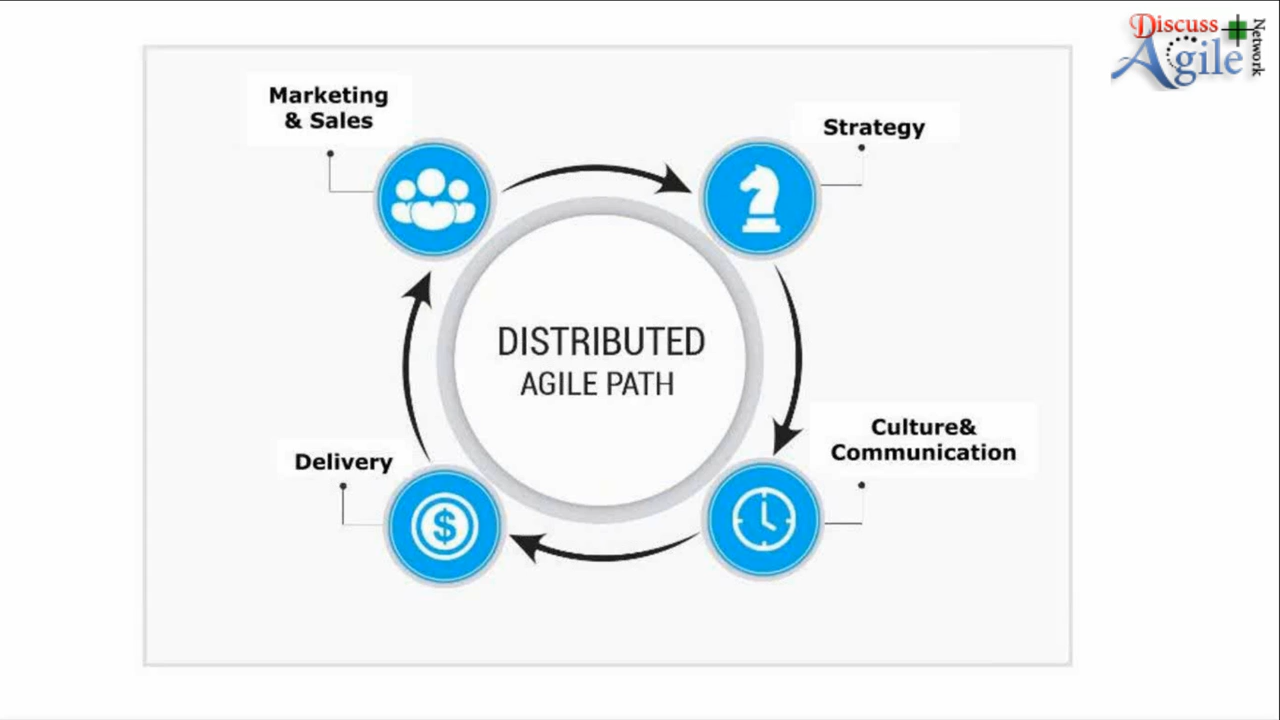 Discuss
Agile
Network
Marketing
& Sales
Strategy
DISTRIBUTED
AGILE PATH
Culture&
Communication
Delivery
$